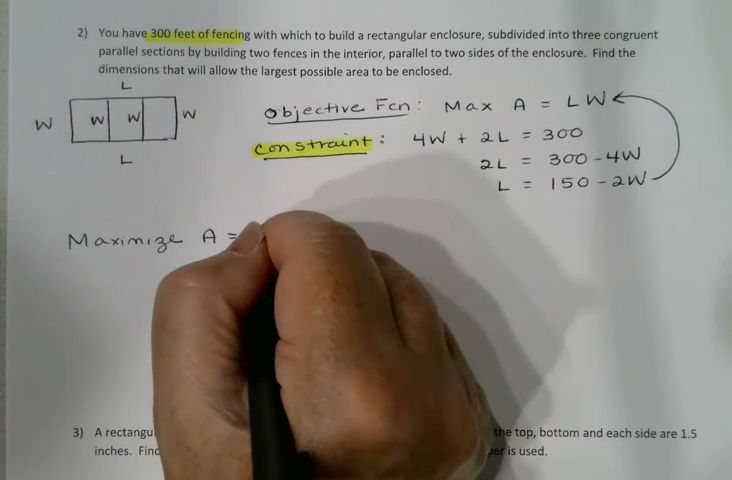 2) You have 300 feet of fencing with which to build a rectangular enclosure, subdivided into three congruent
parallel sections by building two fences in the interior, parallel to two sides of the enclosure. Find the
dimensions that will allow the largest possible area to be enclosed.
L
W W W W
L
Objective Fcn: Max A = LW
constraint: 4W + 2L = 300
2L = 300 - 4W
L = 150 - 2W
Maximize A =
3) A the top, bottom and each side are 1.5
inches. is used.